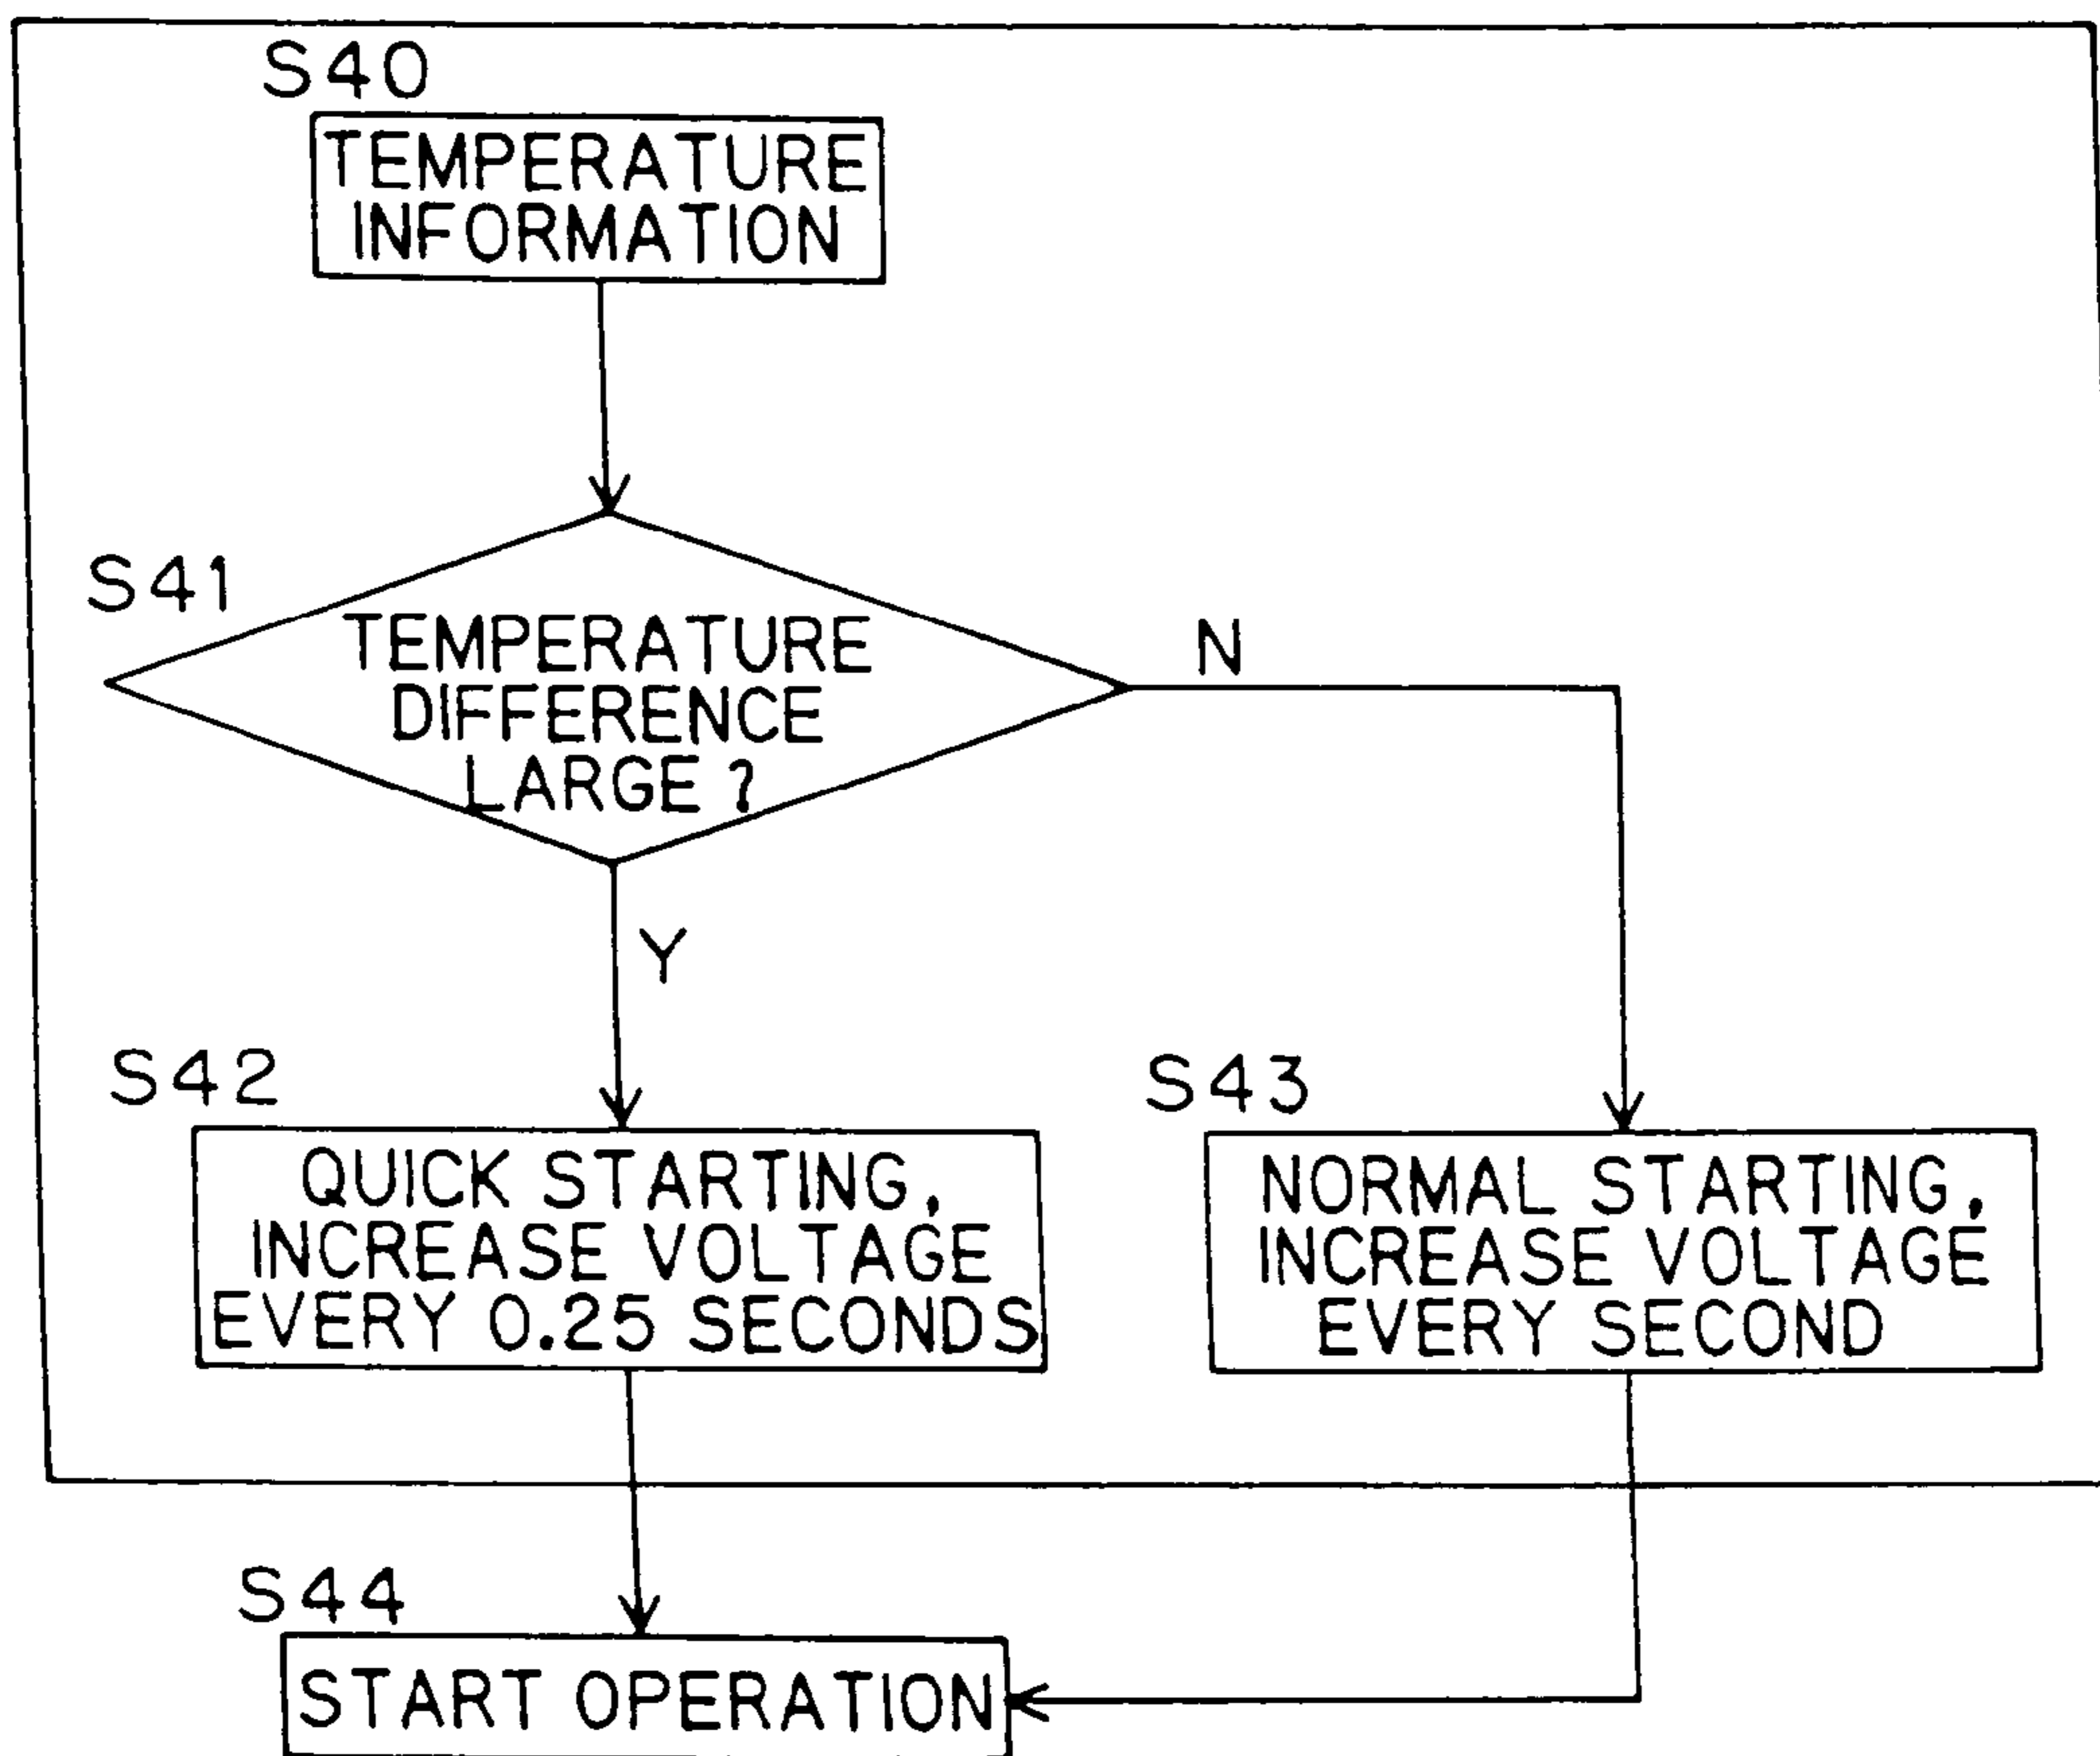 S40
TEMPERATURE
INFORMATION
S41
TEMPERATURE
DIFFERENCE
LARGE ?
N
Y
S42
QUICK STARTING,
INCREASE VOLTAGE
EVERY 0.25 SECONDS
S43
NORMAL STARTING,
INCREASE VOLTAGE
EVERY SECOND
S44
START OPERATION